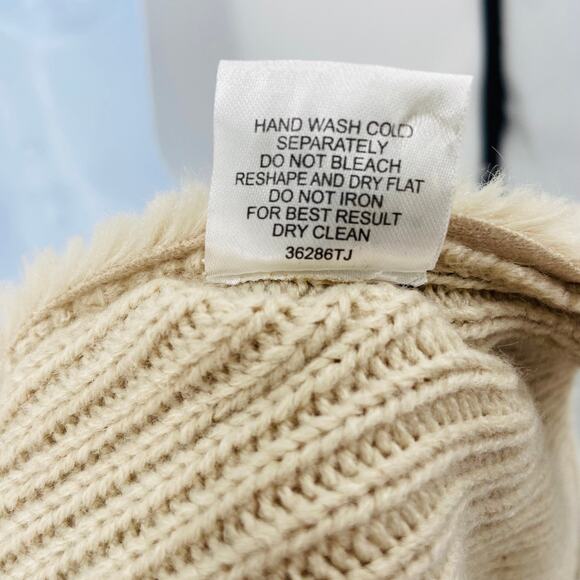 HAND WASH COLD
SEPARATELY
DO NOT BLEACH
RESHAPE AND DRY FLAT
DO NOT IRON
FOR BEST RESULT
DRY CLEAN
36286TJ